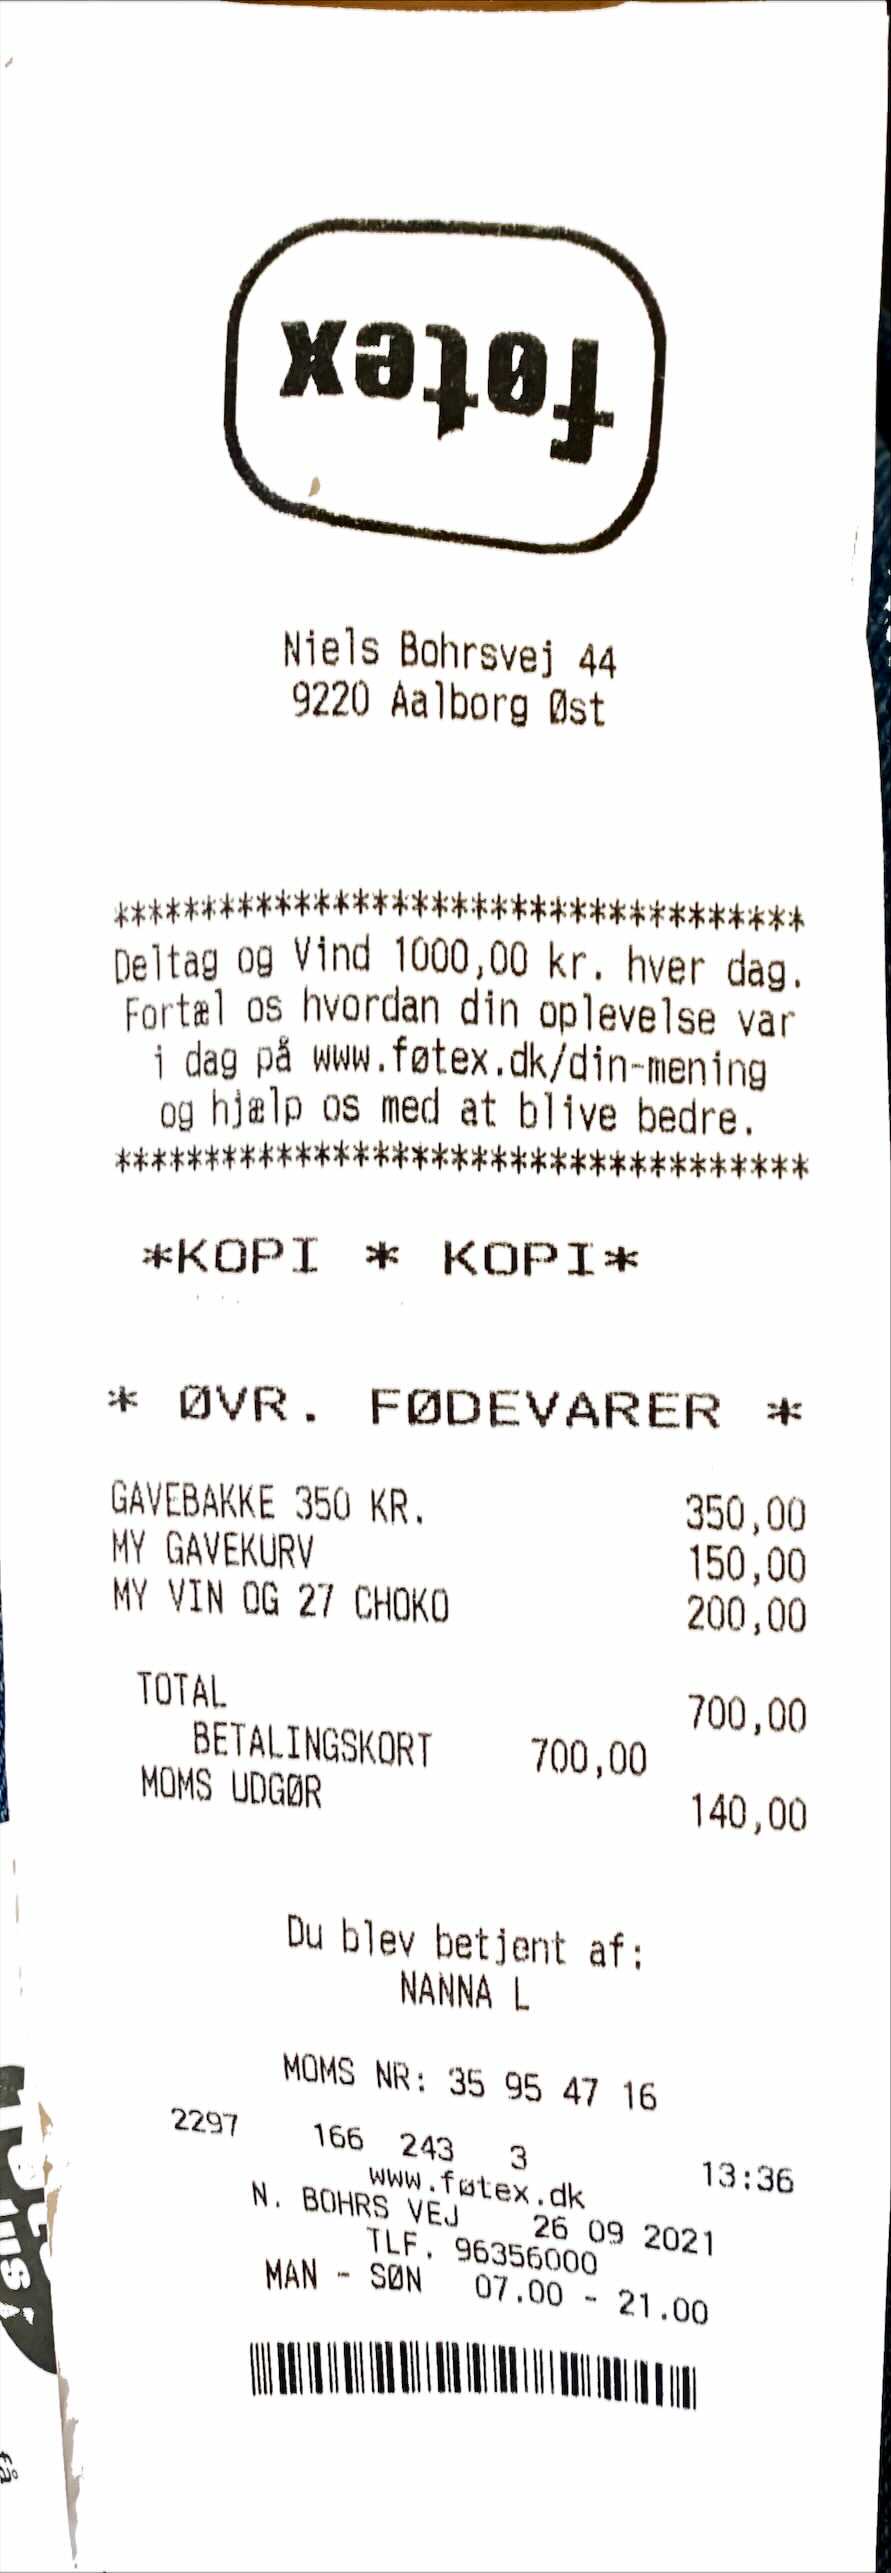 føtex
Niels Bohrsvej 44
9220 Aalborg Øst
***********************************
Deltag og Vind 1000,00 kr. hver dag.
Fortæl os hvordan din oplevelse var
i dag på www.føtex.dk/din-mening
og hjælp os med at blive bedre.
***********************************
*KOPI * KOPI*
* ØVR. FØDEVARER *
GAVEBAKKE 350 KR. 350,00
MY GAVEKURV 150,00
MY VIN OG 27 CHOKO 200,00
TOTAL 700,00
BETALINGSKORT 700,00
MOMS UDGØR 140,00
Du blev betjent af:
NANNA L
MOMS NR: 35 95 47 16
2297 166 243 3 13:36
www.føtex.dk
N. BOHRS VEJ 26 09 2021
TLF. 96356000
MAN - SØN 07.00 - 21.00